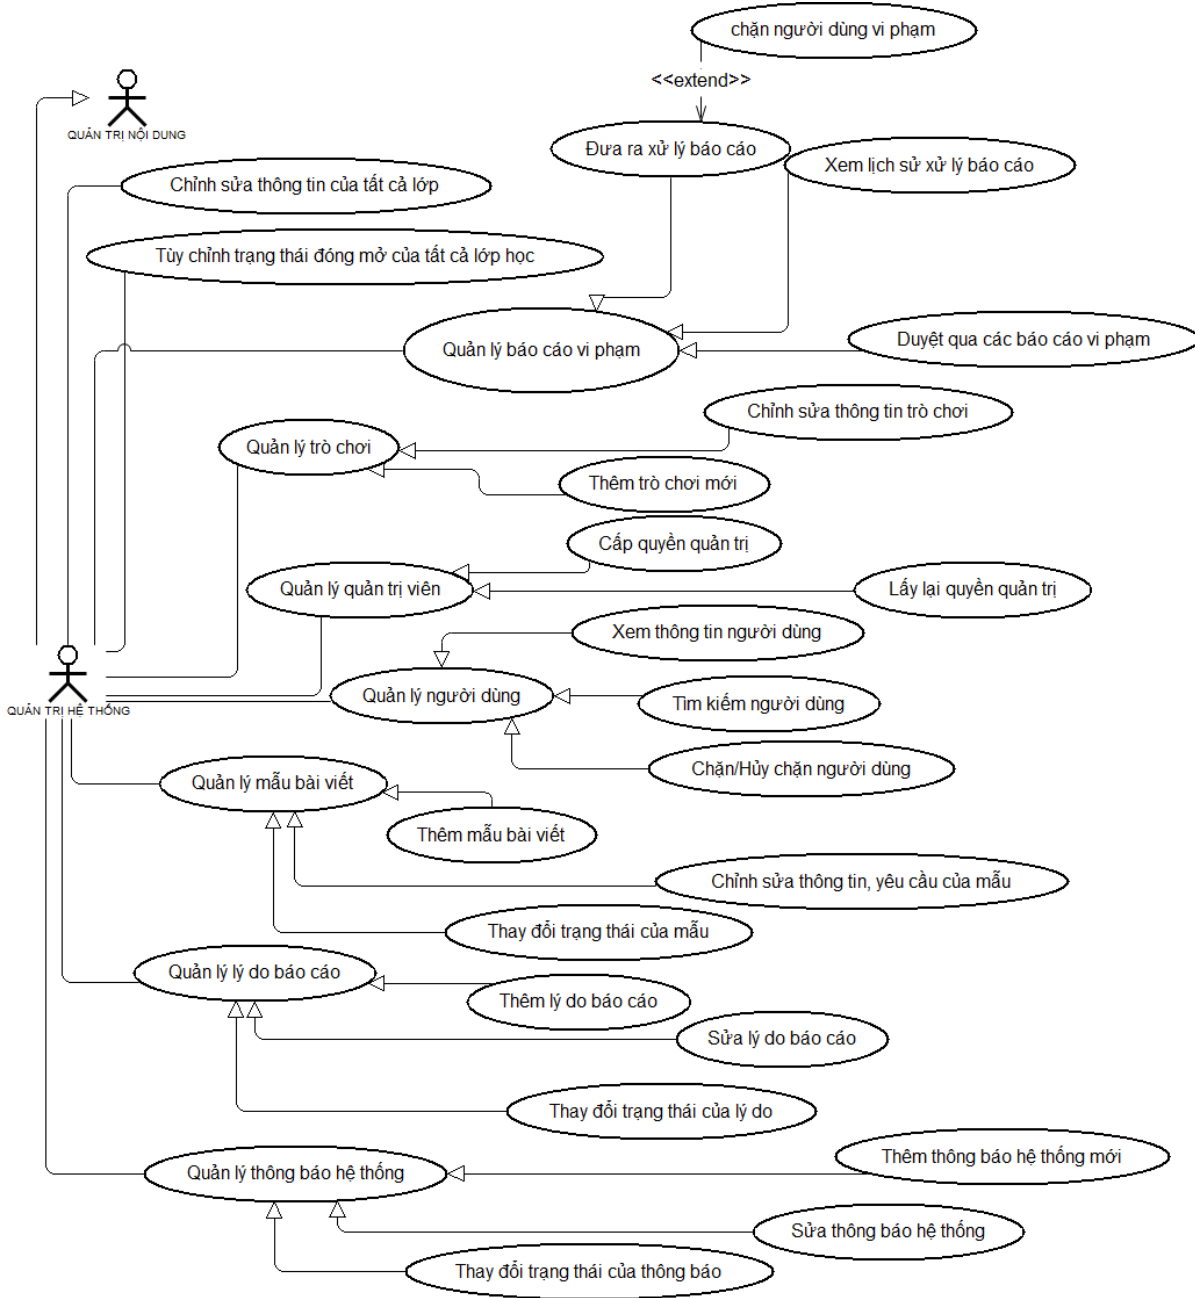 chặn người dùng vi phạm
<<extend>>
QUẢN TRỊ NỘI DUNG
Đưa ra xử lý báo cáo
Xem lịch sử xử lý báo cáo
Chỉnh sửa thông tin của tất cả lớp
Tùy chỉnh trạng thái đóng mở của tất cả lớp học
Quản lý báo cáo vi phạm
Duyệt qua các báo cáo vi phạm
Chỉnh sửa thông tin trò chơi
Quản lý trò chơi
Thêm trò chơi mới
Cấp quyền quản trị
Quản lý quản trị viên
Lấy lại quyền quản trị
Xem thông tin người dùng
QUẢN TRỊ HỆ THỐNG
Quản lý người dùng
Tìm kiếm người dùng
Chặn/Hủy chặn người dùng
Quản lý mẫu bài viết
Thêm mẫu bài viết
Chỉnh sửa thông tin, yêu cầu của mẫu
Thay đổi trạng thái của mẫu
Quản lý lý do báo cáo
Thêm lý do báo cáo
Sửa lý do báo cáo
Thay đổi trạng thái của lý do
Thêm thông báo hệ thống mới
Quản lý thông báo hệ thống
Sửa thông báo hệ thống
Thay đổi trạng thái của thông báo